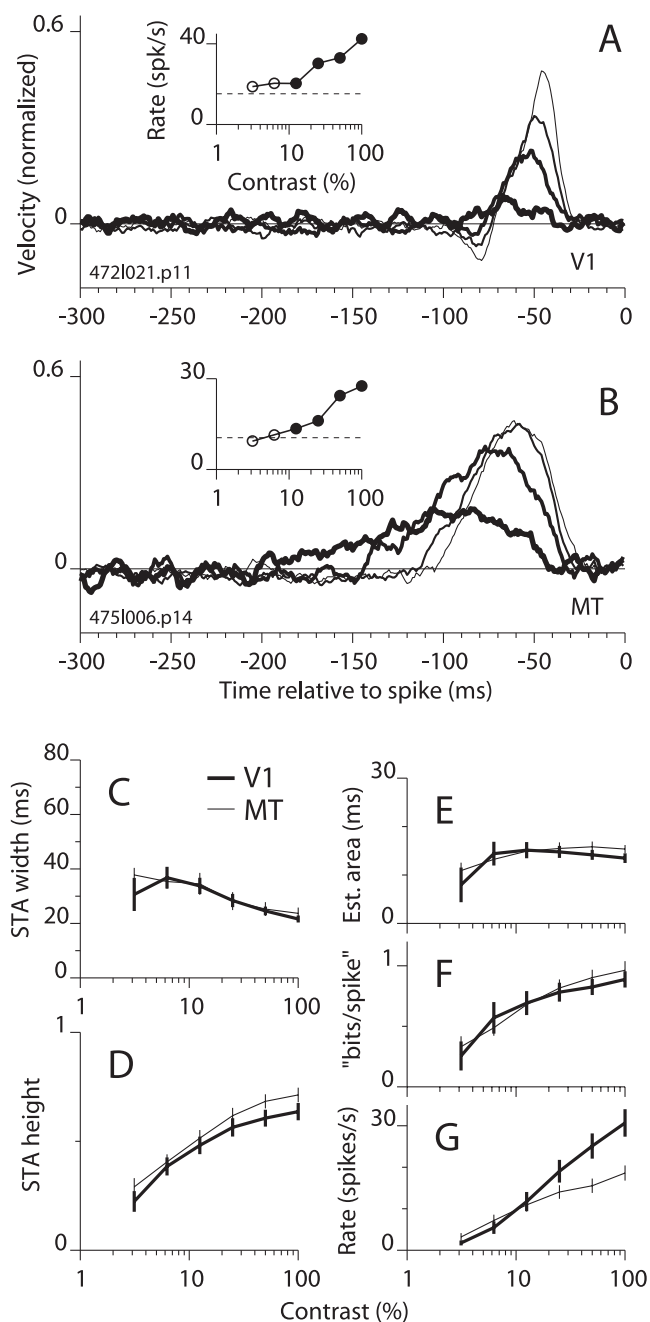 0.6
0
Velocity (normalized)
40
0
Rate (spk/s)
1
10
100
Contrast (%)
A
472l021.p11
V1
-300
-250
-200
-150
-100
-50
0
0.6
0
30
0
1
10
100
B
475l006.p14
MT
-300
-250
-200
-150
-100
-50
0
Time relative to spike (ms)
80
60
40
20
0
STA width (ms)
C
V1
MT
1
10
100
30
0
Est. area (ms)
E
1
0
"bits/spike"
F
1
0
STA height
D
1
10
100
Contrast (%)
30
0
Rate (spikes/s)
G
1
10
100